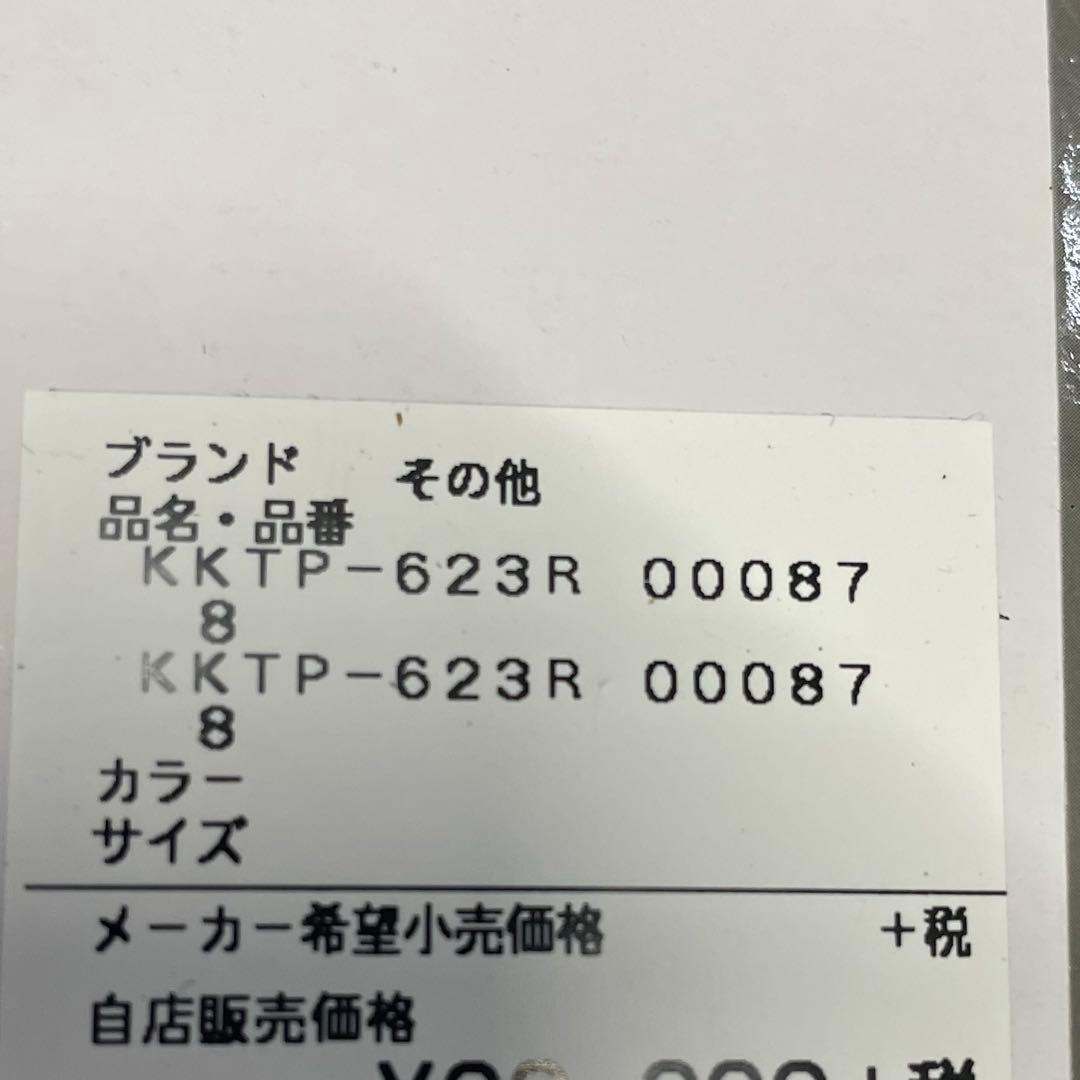 ブランド その他
品名・品番
KKTP-623R 00087
8
KKTP-623R 00087
8
カラー
サイズ
メーカー希望小売価格 +税
自店販売価格
+税